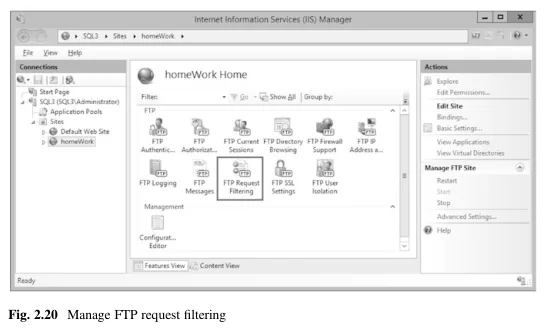 Internet Information Services (IIS) Manager
SQL3 Sites homeWork
File View Help
Connections
Start Page
SQL3 (SQL3\Administrator)
Application Pools
Sites
Default Web Site
homeWork
homeWork Home
Filter: Go Show All Group by:
FTP
FTP Authentic...
FTP Authorizat...
FTP Current Sessions
FTP Directory Browsing
FTP Firewall Support
FTP IP Address a...
FTP Logging
FTP Messages
FTP Request Filtering
FTP SSL Settings
FTP User Isolation
Management
Configurat... Editor
Features View Content View
Actions
Explore
Edit Permissions...
Edit Site
Bindings...
Basic Settings...
View Applications
View Virtual Directories
Manage FTP Site
Restart
Start
Stop
Advanced Settings...
Help
Ready
Fig. 2.20 Manage FTP request filtering